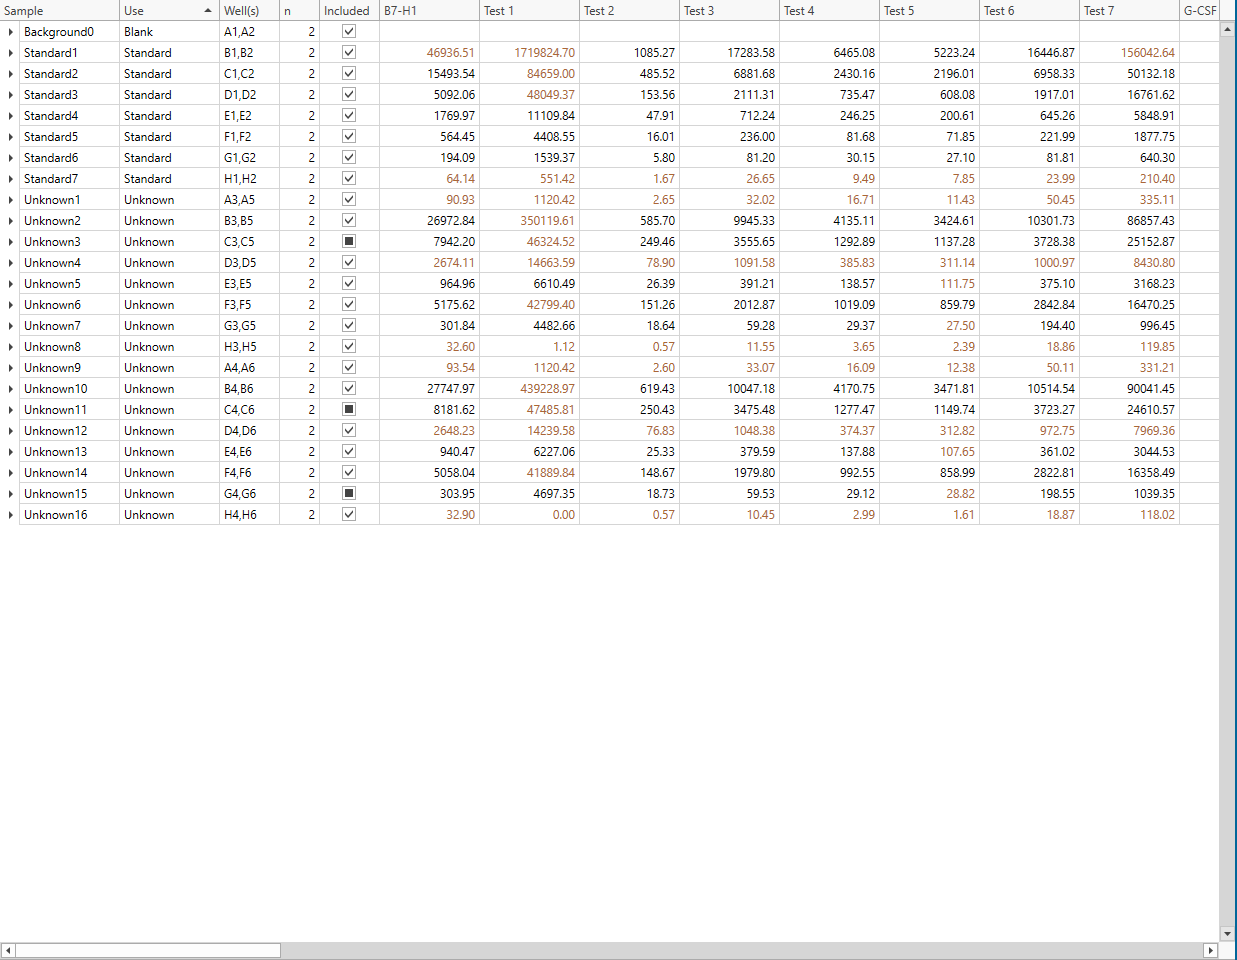 Sample Use Well(s) n Included B7-H1 Test 1 Test 2 Test 3 Test 4 Test 5 Test 6 Test 7 G-CSF
Background0 Blank A1,A2 2
Standard1 Standard B1,B2 2 46936.51 1719824.70 1085.27 17283.58 6465.08 5223.24 16446.87 156042.64
Standard2 Standard C1,C2 2 15493.54 84659.00 485.52 6881.68 2430.16 2196.01 6958.33 50132.18
Standard3 Standard D1,D2 2 5092.06 48049.37 153.56 2111.31 735.47 608.08 1917.01 16761.62
Standard4 Standard E1,E2 2 1769.97 11109.84 47.91 712.24 246.25 200.61 645.26 5848.91
Standard5 Standard F1,F2 2 564.45 4408.55 16.01 236.00 81.68 71.85 221.99 1877.75
Standard6 Standard G1,G2 2 194.09 1539.37 5.80 81.20 30.15 27.10 81.81 640.30
Standard7 Standard H1,H2 2 64.14 551.42 1.67 26.65 9.49 7.85 23.99 210.40
Unknown1 Unknown A3,A5 2 90.93 1120.42 2.65 32.02 16.71 11.43 50.45 335.11
Unknown2 Unknown B3,B5 2 26972.84 350119.61 585.70 9945.33 4135.11 3424.61 10301.73 86857.43
Unknown3 Unknown C3,C5 2 7942.20 46324.52 249.46 3555.65 1292.89 1137.28 3728.38 25152.87
Unknown4 Unknown D3,D5 2 2674.11 14663.59 78.90 1091.58 385.83 311.14 1000.97 8430.80
Unknown5 Unknown E3,E5 2 964.96 6610.49 26.39 391.21 138.57 111.75 375.10 3168.23
Unknown6 Unknown F3,F5 2 5175.62 42799.40 151.26 2012.87 1019.09 859.79 2842.84 16470.25
Unknown7 Unknown G3,G5 2 301.84 4482.66 18.64 59.28 29.37 27.50 194.40 996.45
Unknown8 Unknown H3,H5 2 32.60 1.12 0.57 11.55 3.65 2.39 18.86 119.85
Unknown9 Unknown A4,A6 2 93.54 1120.42 2.60 33.07 16.09 12.38 50.11 331.21
Unknown10 Unknown B4,B6 2 27747.97 439228.97 619.43 10047.18 4170.75 3471.81 10514.54 90041.45
Unknown11 Unknown C4,C6 2 8181.62 47485.81 250.43 3475.48 1277.47 1149.74 3723.27 24610.57
Unknown12 Unknown D4,D6 2 2648.23 14239.58 76.83 1048.38 374.37 312.82 972.75 7969.36
Unknown13 Unknown E4,E6 2 940.47 6227.06 25.33 379.59 137.88 107.65 361.02 3044.53
Unknown14 Unknown F4,F6 2 5058.04 41889.84 148.67 1979.80 992.55 858.99 2822.81 16358.49
Unknown15 Unknown G4,G6 2 303.95 4697.35 18.73 59.53 29.12 28.82 198.55 1039.35
Unknown16 Unknown H4,H6 2 32.90 0.00 0.57 10.45 2.99 1.61 18.87 118.02